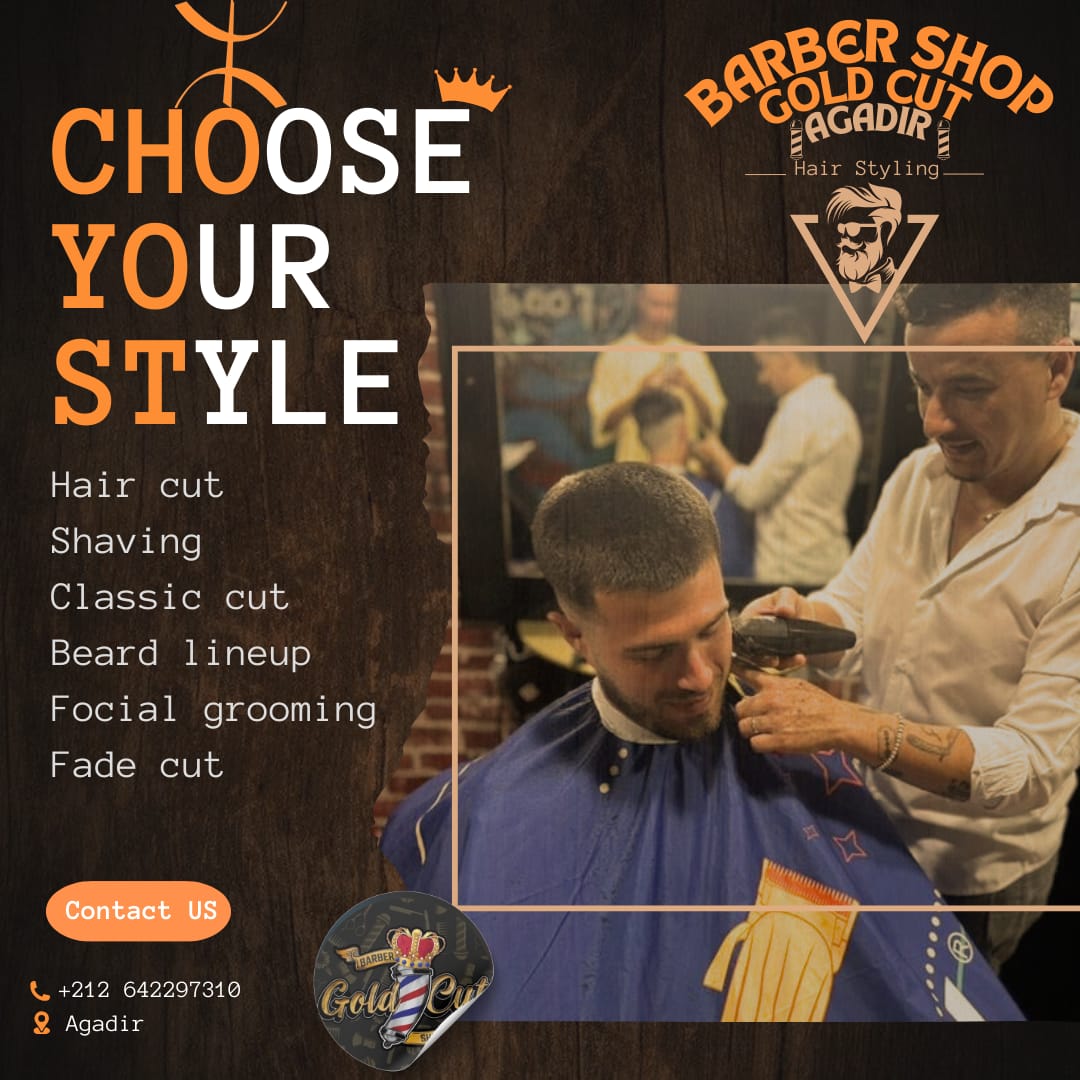 CHOOSE
YOUR
STYLE
BARBER SHOP
GOLD CUT
AGADIR
Hair Styling
Hair cut
Shaving
Classic cut
Beard lineup
Focial grooming
Fade cut
Contact US
+212 642297310
Agadir
BARBER
Gold Cut
®